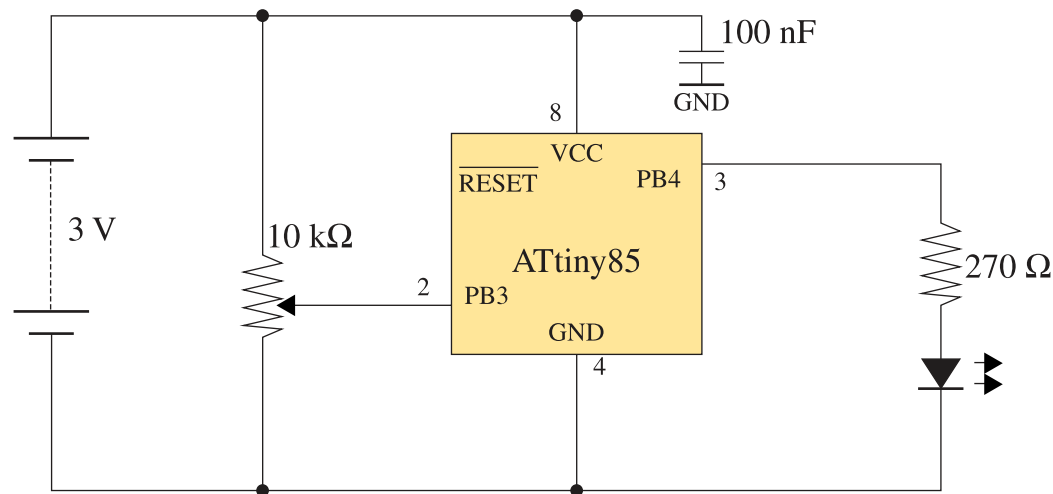 100 nF
GND
8
VCC
RESET
PB4
3
3 V
10 kΩ
ATtiny85
270 Ω
2
PB3
GND
4